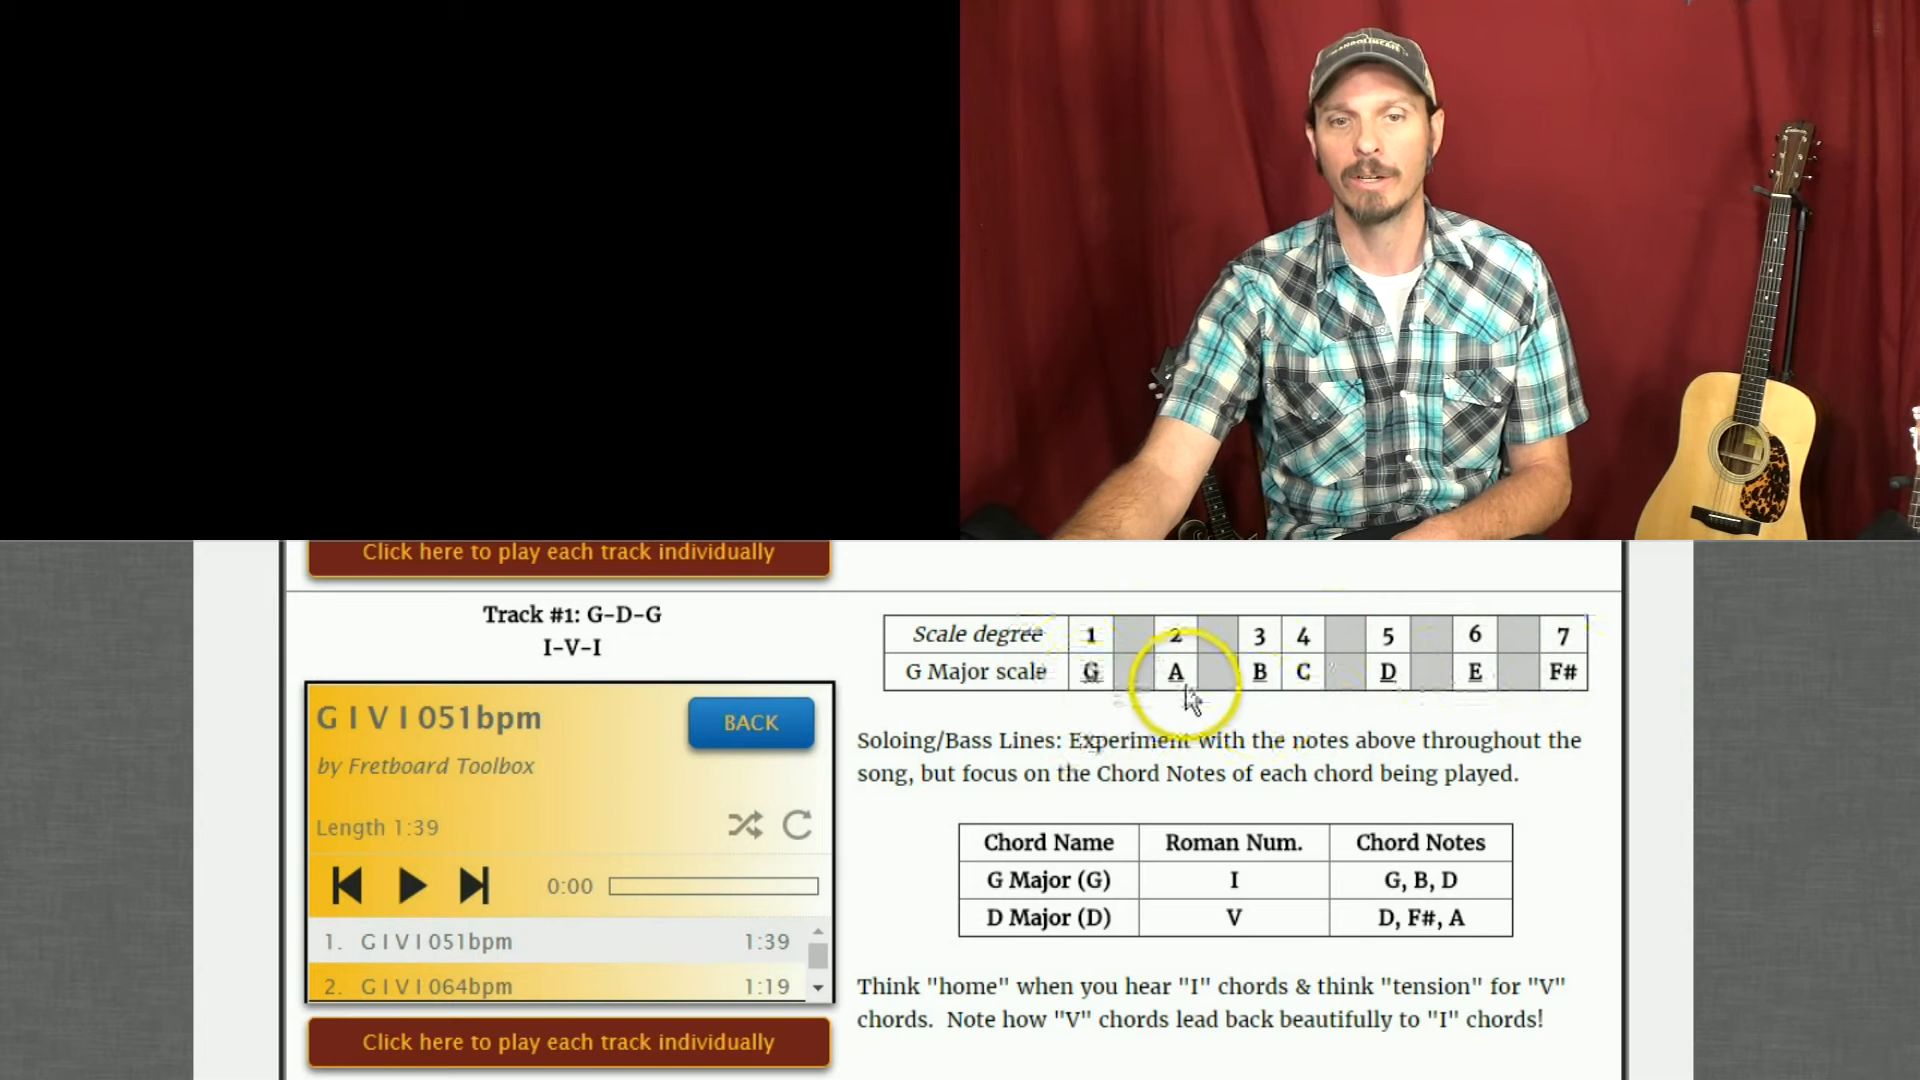 Click here to play each track individually
Track #1: G-D-G
I-V-I
G I V I 051bpm
BACK
by Fretboard Toolbox
Length 1:39
0:00
1. G I V I 051bpm 1:39
2. G I V I 064bpm 1:19
Click here to play each track individually
Scale degree 1 2 3 4 5 6 7
G Major scale G A B C D E F#
Soloing/Bass Lines: Experiment with the notes above throughout the
song, but focus on the Chord Notes of each chord being played.
Chord Name Roman Num. Chord Notes
G Major (G) I G, B, D
D Major (D) V D, F#, A
Think "home" when you hear "I" chords & think "tension" for "V"
chords. Note how "V" chords lead back beautifully to "I" chords!